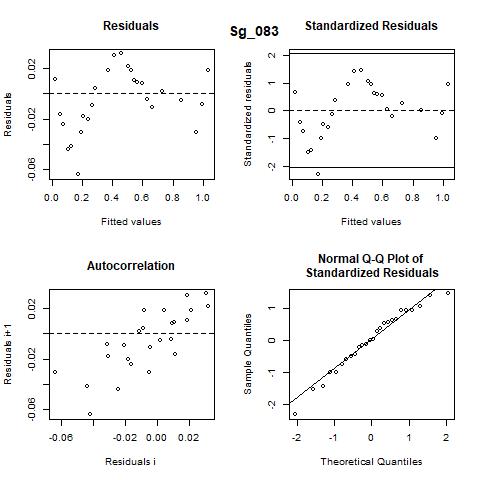 Sg_083
Residuals
Residuals
0.02
-0.02
-0.06
0.0 0.2 0.4 0.6 0.8 1.0
Fitted values
Standardized Residuals
Standardized residuals
2
1
0
-1
-2
0.0 0.2 0.4 0.6 0.8 1.0
Fitted values
Autocorrelation
Residuals i+1
0.02
-0.02
-0.06
-0.06 -0.02 0.00 0.02
Residuals i
Normal Q-Q Plot of
Standardized Residuals
Sample Quantiles
1
0
-1
-2
-2 -1 0 1 2
Theoretical Quantiles